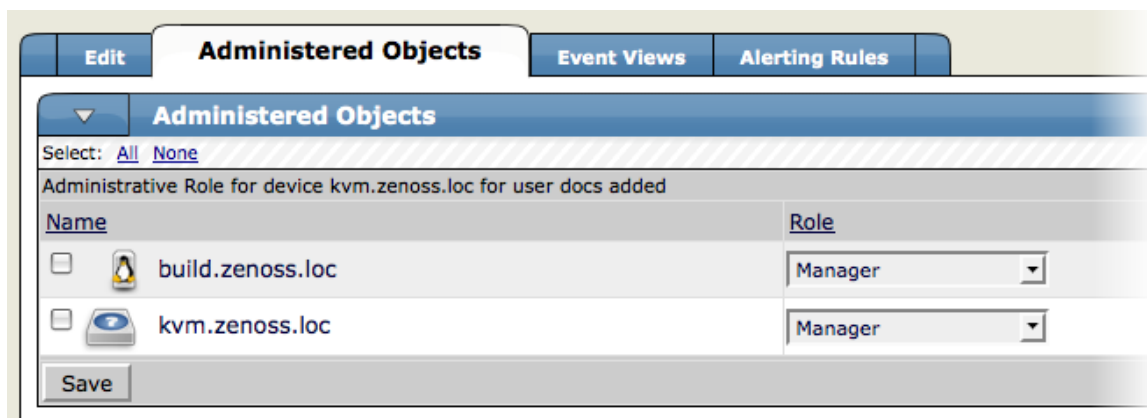 Edit Administered Objects Event Views Alerting Rules
Administered Objects
Select: All None
Administrative Role for device kvm.zenoss.loc for user docs added
Name Role
build.zenoss.loc Manager
kvm.zenoss.loc Manager
Save